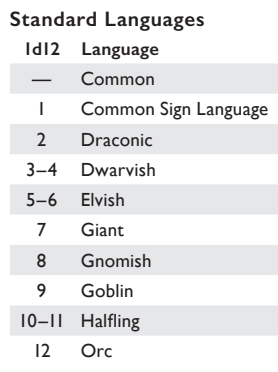 Standard Languages
1d12 Language
— Common
1 Common Sign Language
2 Draconic
3–4 Dwarvish
5–6 Elvish
7 Giant
8 Gnomish
9 Goblin
10–11 Halfling
12 Orc